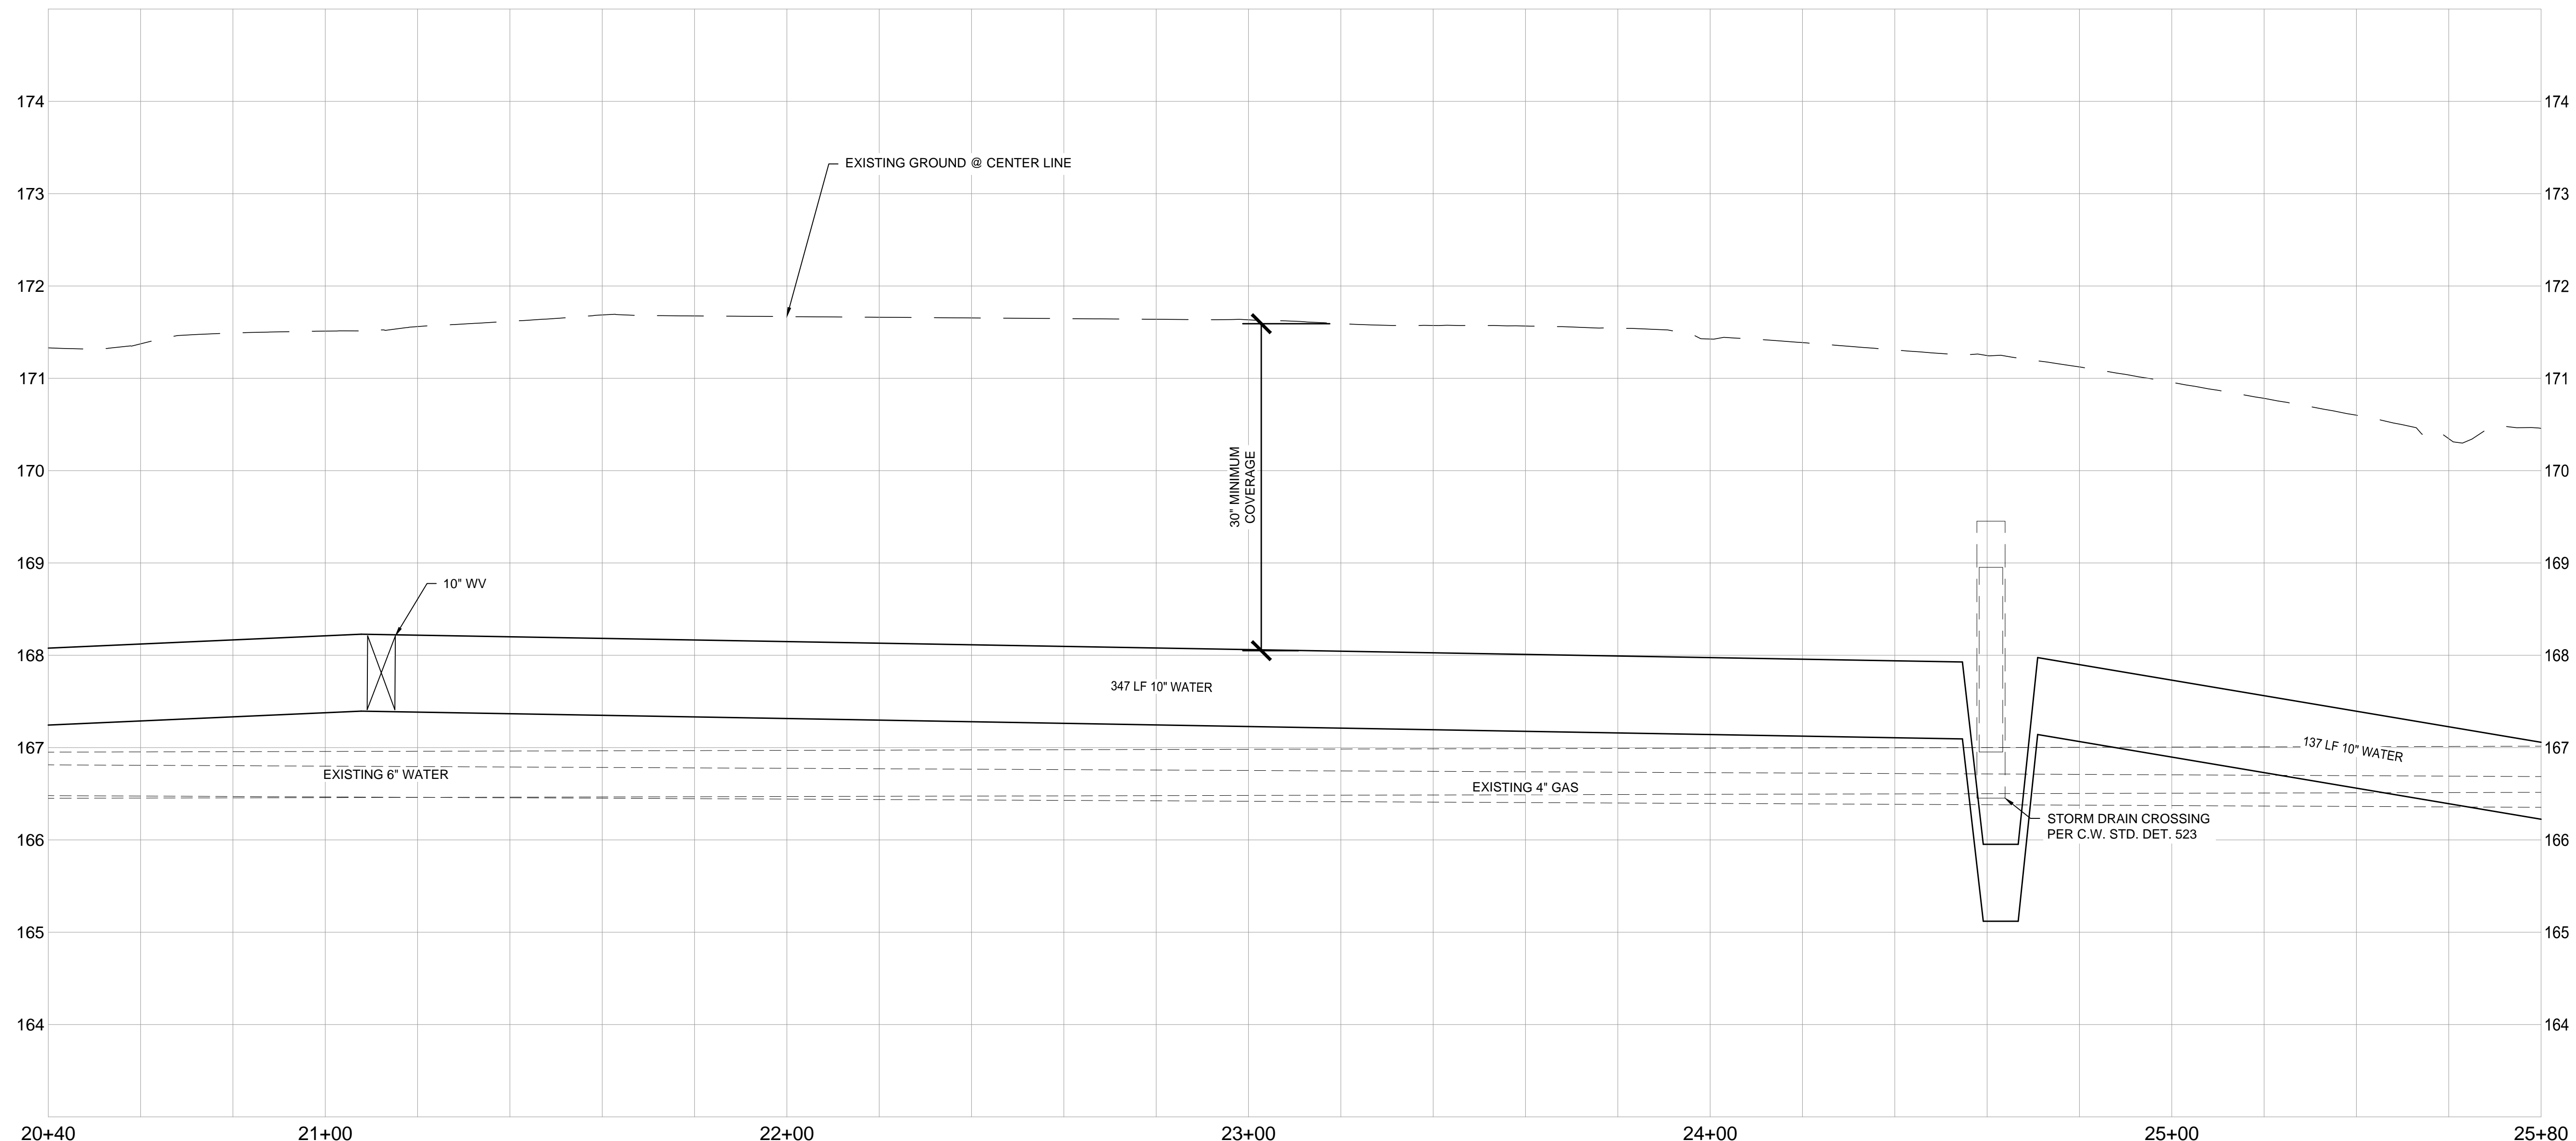 174
174
EXISTING GROUND @ CENTER LINE
173
173
172
172
171
171
30" MINIMUM
COVERAGE
170
170
169
169
10" WV
168
168
347 LF 10" WATER
167
137 LF 10" WATER
167
EXISTING 6" WATER
EXISTING 4" GAS
STORM DRAIN CROSSING
PER C.W. STD. DET. 523
166
166
165
165
164
164
20+40
21+00
22+00
23+00
24+00
25+00
25+80